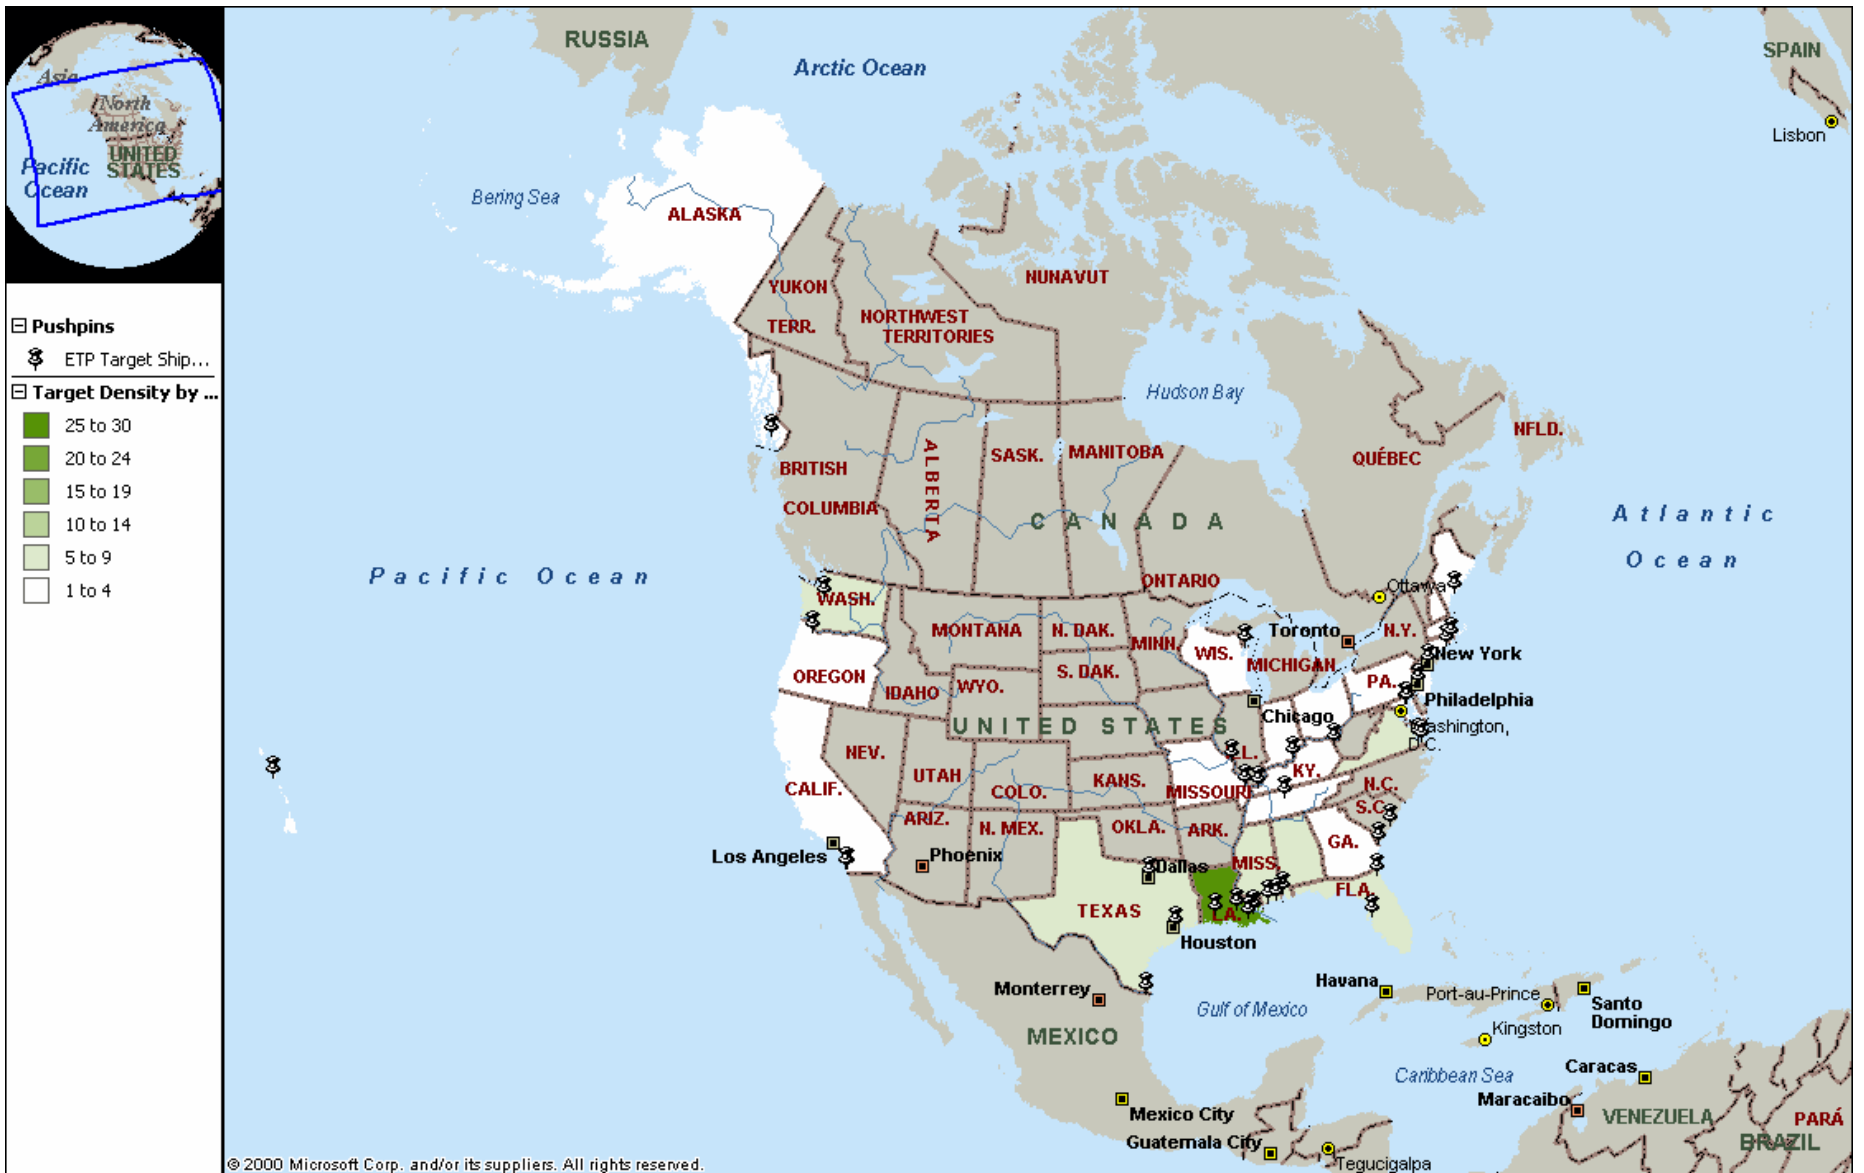 Asia
North
America
UNITED
STATES
Pacific
Ocean
Pushpins
ETP Target Ship...
Target Density by ...
25 to 30
20 to 24
15 to 19
10 to 14
5 to 9
1 to 4
RUSSIA
Arctic Ocean
SPAIN
Lisbon
Bering Sea
ALASKA
YUKON
TERR.
NORTHWEST
TERRITORIES
NUNAVUT
Hudson Bay
BRITISH
COLUMBIA
ALBERTA
SASK.
MANITOBA
QUÉBEC
NFLD.
CANADA
Atlantic
Ocean
Pacific Ocean
ONTARIO
Ottawa
WASH.
MONTANA
N. DAK.
MINN.
WIS.
MICHIGAN
Toronto
N.Y.
New York
OREGON
IDAHO
WYO.
S. DAK.
PA.
Philadelphia
UNITED STATES
Chicago
Washington,
D.C.
NEV.
UTAH
COLO.
KANS.
MISSOURI
ILL.
KY.
CALIF.
N.C.
S.C.
ARIZ.
N. MEX.
OKLA.
ARK.
GA.
Los Angeles
Phoenix
Dallas
MISS.
FLA.
TEXAS
LA.
Houston
Monterrey
Gulf of Mexico
Havana
Port-au-Prince
Santo
Domingo
Kingston
MEXICO
Caribbean Sea
Caracas
Maracaibo
VENEZUELA
PARÁ
BRAZIL
Mexico City
Guatemala City
Tegucigalpa
© 2000 Microsoft Corp. and/or its suppliers. All rights reserved.